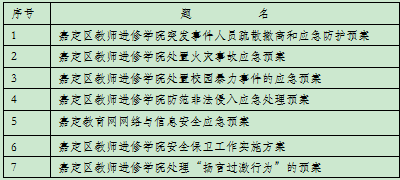 序号 题 名
1 嘉定区教师进修学院突发事件人员疏散撤离和应急防护预案
2 嘉定区教师进修学院处置火灾事故应急预案
3 嘉定区教师进修学院处置校园暴力事件的应急预案
4 嘉定区教师进修学院防范非法侵入应急处理预案
5 嘉定教育网网络与信息安全应急预案
6 嘉定区教师进修学院安全保卫工作实施方案
7 嘉定区教师进修学院处理“扬言过激行为”的预案